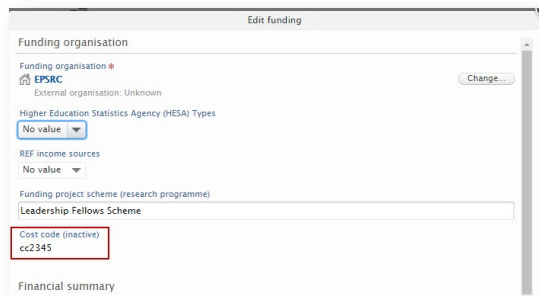 Edit funding
Funding organisation
Funding organisation *
EPSRC
Change...
External organisation: Unknown
Higher Education Statistics Agency (HESA) Types
No value
REF income sources
No value
Funding project scheme (research programme)
Leadership Fellows Scheme
Cost code (inactive)
cc2345
Financial summary